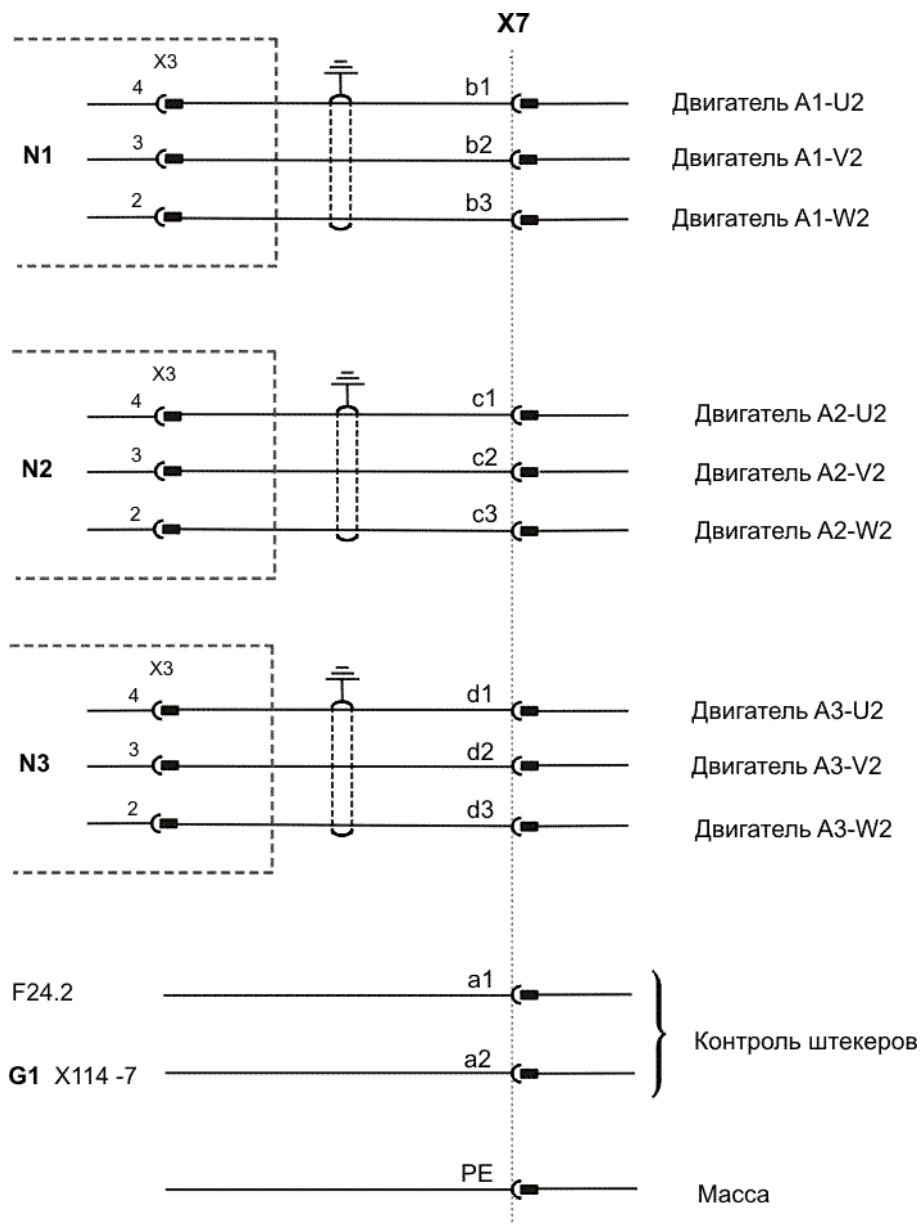 X7
X3
4 b1 Двигатель A1-U2
N1 3 b2 Двигатель A1-V2
2 b3 Двигатель A1-W2
X3
4 c1 Двигатель A2-U2
N2 3 c2 Двигатель A2-V2
2 c3 Двигатель A2-W2
X3
4 d1 Двигатель A3-U2
N3 3 d2 Двигатель A3-V2
2 d3 Двигатель A3-W2
F24.2 a1
Контроль штекеров
G1 X114 -7 a2
PE Масса